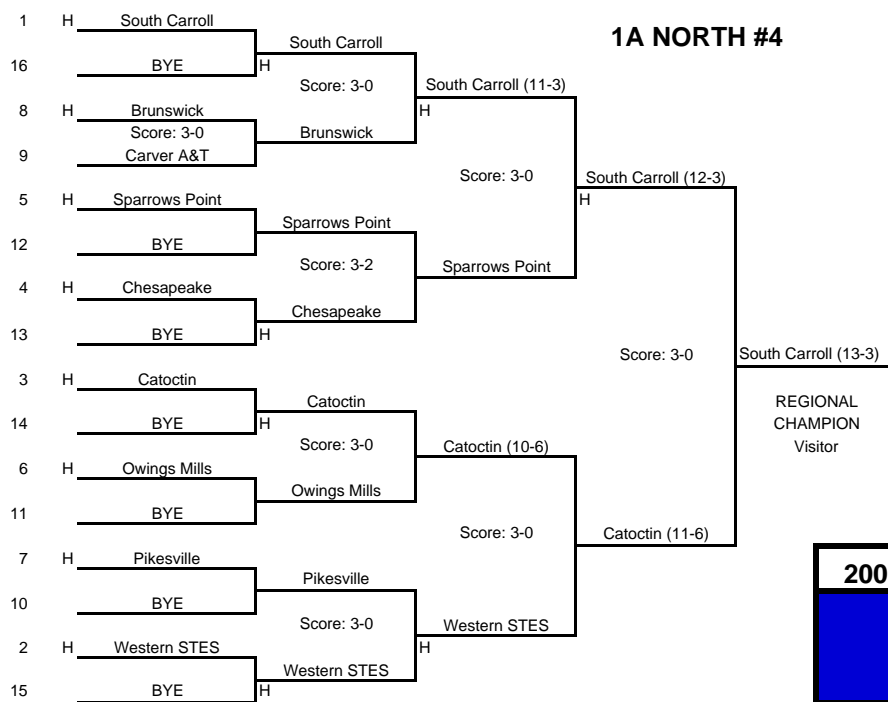 1A NORTH #4
1 H South Carroll
South Carroll
16 BYE H
Score: 3-0
South Carroll (11-3)
8 H Brunswick H
Score: 3-0 Brunswick
9 Carver A&T
Score: 3-0
South Carroll (12-3)
5 H Sparrows Point H
Sparrows Point
12 BYE
Score: 3-2 Sparrows Point
4 H Chesapeake
Chesapeake
13 BYE H
Score: 3-0 South Carroll (13-3)
3 H Catoctin
Catoctin REGIONAL
14 BYE H CHAMPION
Score: 3-0 Catoctin (10-6) Visitor
6 H Owings Mills
Owings Mills
11 BYE
Score: 3-0 Catoctin (11-6)
7 H Pikesville
Pikesville 200
10 BYE
Score: 3-0 Western STES
2 H Western STES H
Western STES
15 BYE H